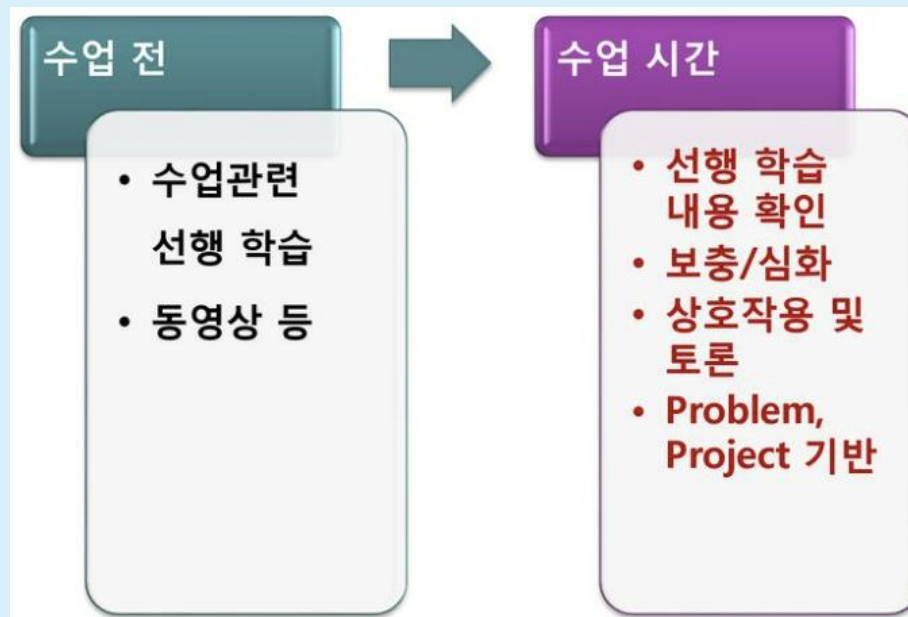 수업 전
• 수업관련
선행 학습
• 동영상 등
수업 시간
• 선행 학습
내용 확인
• 보충/심화
• 상호작용 및
토론
• Problem,
Project 기반